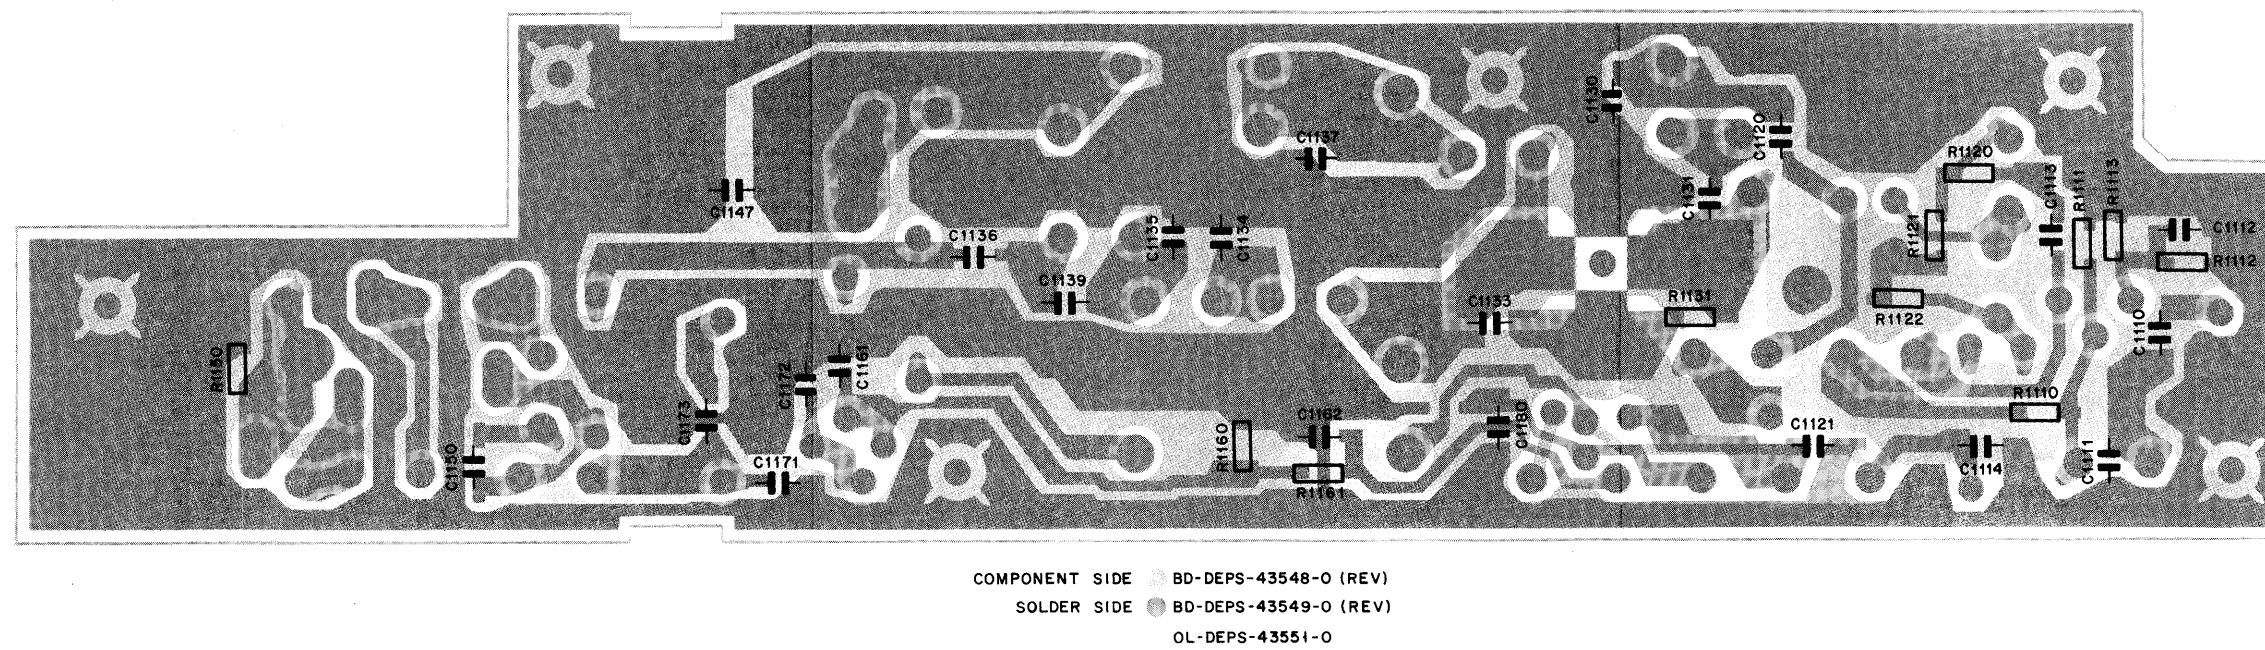 C1130
C1120
C1137
R1120
C1131
C1113
R1111
R1113
C1147
C1136
C1135
C1134
R1121
C1112
R1112
C1139
C1133
R1131
R1122
C1110
R1150
C1172
C1161
C1173
R1110
C1162
C1180
R1160
C1121
C1150
C1171
R1161
C1114
C1111
COMPONENT SIDE BD-DEPS-43548-0 (REV)
SOLDER SIDE BD-DEPS-43549-0 (REV)
OL-DEPS-43551-0